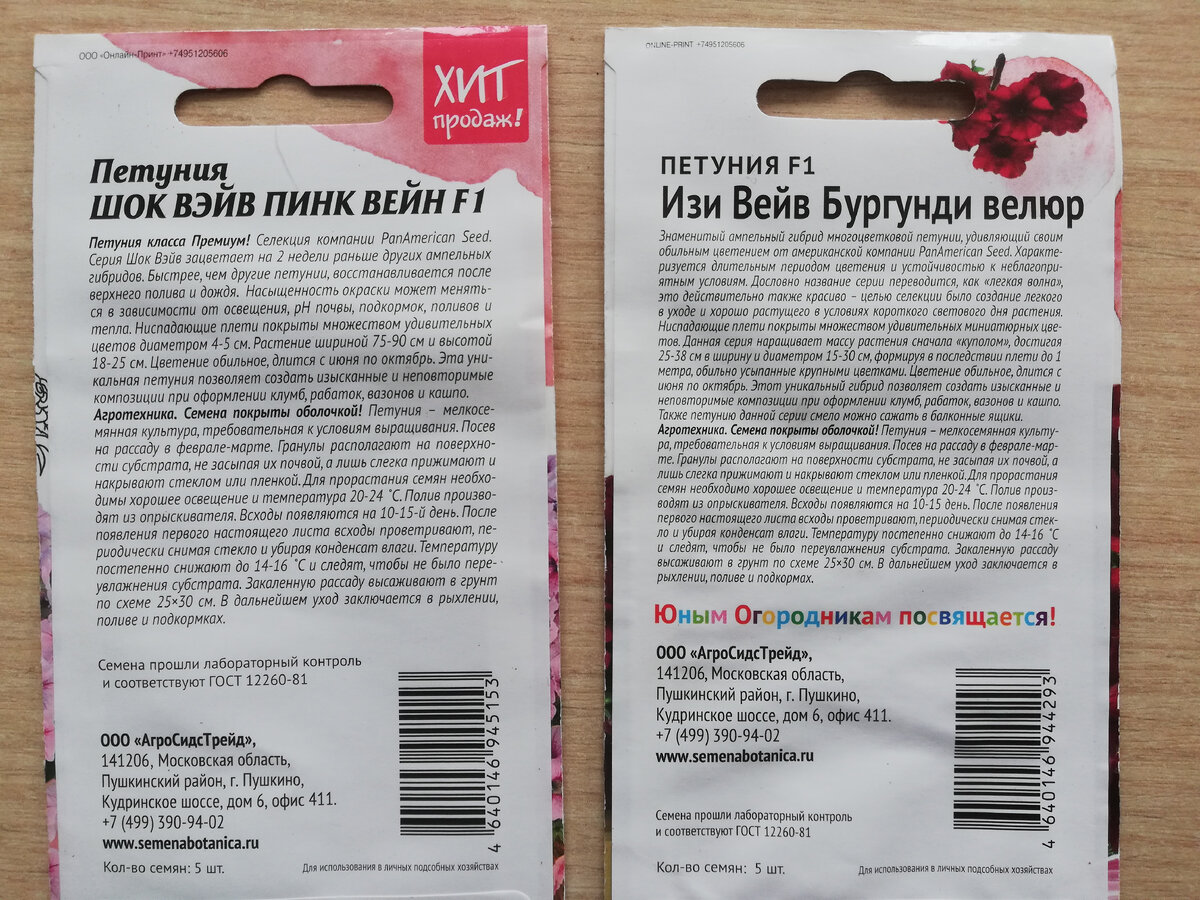 ООО «Онлайн-Принт» +74951205606
ХИТ
продаж!
Петуния
ШОК ВЭЙВ ПИНК ВЕЙН F1
Петуния класса Премиум! Селекция компании PanAmerican Seed.
Серия Шок Вэйв зацветает на 2 недели раньше других ампельных
гибридов. Быстрее, чем другие петунии, восстанавливается после
верхнего полива и дождя. Насыщенность окраски может менять-
ся в зависимости от освещения, pH почвы, подкормок, поливов и
тепла. Ниспадающие плети покрыты множеством удивительных
цветов диаметром 4-5 см. Растение шириной 75-90 см и высотой
18-25 см. Цветение обильное, длится с июня по октябрь. Эта уни-
кальная петуния позволяет создать изысканные и неповторимые
композиции при оформлении клумб, рабаток, вазонов и кашпо.
Агротехника. Семена покрыты оболочкой! Петуния – мелкосе-
мянная культура, требовательная к условиям выращивания. Посев
на рассаду в феврале-марте. Гранулы располагают на поверхно-
сти субстрата, не засыпая их почвой, а лишь слегка прижимают и
накрывают стеклом или пленкой. Для прорастания семян необхо-
димы хорошее освещение и температура 20-24 ˚С. Полив произво-
дят из опрыскивателя. Всходы появляются на 10-15-й день. После
появления первого настоящего листа всходы проветривают, пе-
риодически снимая стекло и убирая конденсат влаги. Температуру
постепенно снижают до 14-16 ˚С и следят, чтобы не было пере-
увлажнения субстрата. Закаленную рассаду высаживают в грунт
по схеме 25×30 см. В дальнейшем уход заключается в рыхлении,
поливе и подкормках.
Семена прошли лабораторный контроль
и соответствуют ГОСТ 12260-81
ООО «АгроСидсТрейд»,
141206, Московская область,
Пушкинский район, г. Пушкино,
Кудринское шоссе, дом 6, офис 411.
+7 (499) 390-94-02
www.semenabotanica.ru
Кол-во семян: 5 шт.
Для использования в личных подсобных хозяйствах
4 640146 945153
ONLINE-PRINT +74951205606
ПЕТУНИЯ F1
Изи Вейв Бургунди велюр
Знаменитый ампельный гибрид многоцветковой петунии, удивляющий своим
обильным цветением от американской компании PanAmerican Seed. Характе-
ризуется длительным периодом цветения и устойчивостью к неблагопри-
ятным условиям. Дословно название серии переводится, как «легкая волна»,
это действительно также красиво – целью селекции было создание легкого
в уходе и хорошо растущего в условиях короткого светового дня растения.
Ниспадающие плети покрыты множеством удивительных миниатюрных цве-
тов. Данная серия наращивает массу растения сначала «куполом», достигая
25-38 см в ширину и диаметром 15-30 см, формируя в последствии плети до 1
метра, обильно усыпанные крупными цветками. Цветение обильное, длится с
июня по октябрь. Этот уникальный гибрид позволяет создать изысканные и
неповторимые композиции при оформлении клумб, рабаток, вазонов и кашпо.
Также петунию данной серии смело можно сажать в балконные ящики.
Агротехника. Семена покрыты оболочкой! Петуния – мелкосемянная культу-
ра, требовательная к условиям выращивания. Посев на рассаду в феврале-мар-
те. Гранулы располагают на поверхности субстрата, не засыпая их почвой, а
лишь слегка прижимают и накрывают стеклом или пленкой. Для прорастания
семян необходимо хорошее освещение и температура 20-24 ˚С. Полив произ-
водят из опрыскивателя. Всходы появляются на 10-15 день. После появления
первого настоящего листа всходы проветривают, периодически снимая стек-
ло и убирая конденсат влаги. Температуру постепенно снижают до 14-16 ˚С
и следят, чтобы не было переувлажнения субстрата. Закаленную рассаду
высаживают в грунт по схеме 25×30 см. В дальнейшем уход заключается в
рыхлении, поливе и подкормах.
Юным Огородникам посвящается!
ООО «АгроСидсТрейд»,
141206, Московская область,
Пушкинский район, г. Пушкино,
Кудринское шоссе, дом 6, офис 411.
+7 (499) 390-94-02
www.semenabotanica.ru
Семена прошли лабораторный контроль
и соответствуют ГОСТ 12260-81
Кол-во семян: 5 шт.
Для использования в личных подсобных хозяйствах
4 640146 944293